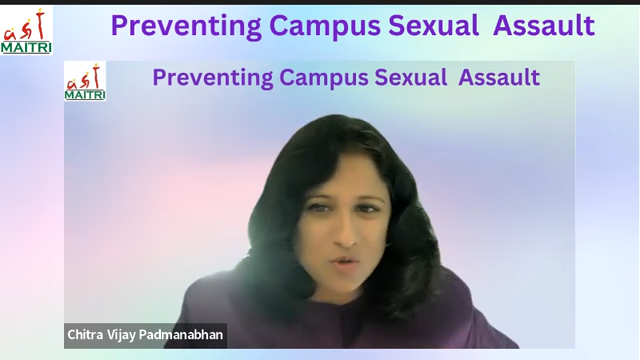 Preventing Campus Sexual Assault
MAITRI
Preventing Campus Sexual Assault
MAITRI
Chitra Vijay Padmanabhan